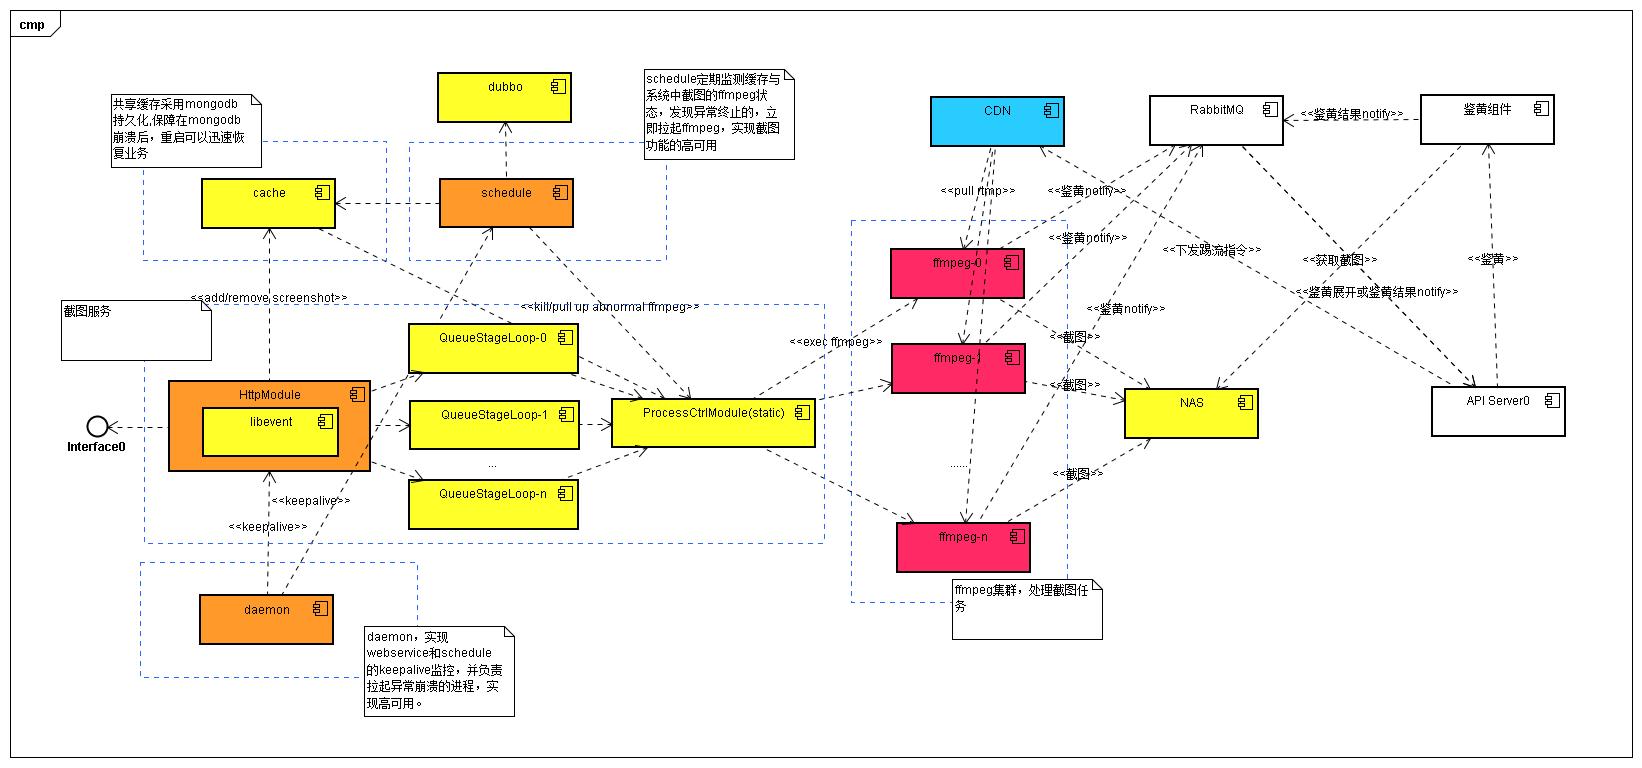 cmp
dubbo
schedule定期监测缓存与
系统中截图的ffmpeg状
态，发现异常终止的，立
即拉起ffmpeg，实现截图
功能的高可用
共享缓存采用mongodb
持久化,保障在mongodb
崩溃后，重启可以迅速恢
复业务
CDN
RabbitMQ
<<鉴黄结果notify>>
鉴黄组件
cache
schedule
<<pull rtmp>>
<<鉴黄notify>>
<<鉴黄notify>>
<<下发踢流指令>>
<<获取截图>>
<<鉴黄>>
ffmpeg-0
<<鉴黄展开或鉴黄结果notify>>
<<add/remove screenshot>>
<<kill/pull up abnormal ffmpeg>>
<<鉴黄notify>>
截图服务
QueueStageLoop-0
<<exec ffmpeg>>
<<截图>>
ffmpeg-1
<<截图>>
HttpModule
libevent
QueueStageLoop-1
ProcessCtrlModule(static)
NAS
API Server0
Interface0
...
......
<<截图>>
QueueStageLoop-n
<<keepalive>>
<<keepalive>>
ffmpeg-n
ffmpeg集群，处理截图任
务
daemon
daemon，实现
webservice和schedule
的keepalive监控，并负责
拉起异常崩溃的进程，实
现高可用。